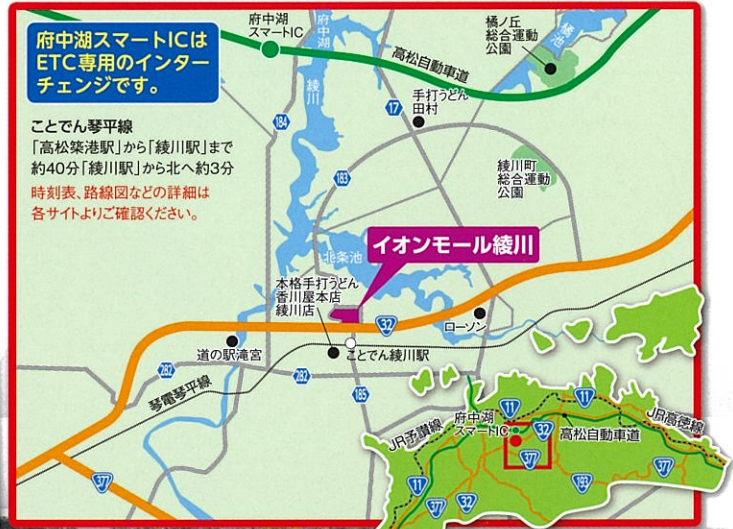 府中湖スマートICは
ETC専用のインター
チェンジです。
ことでん琴平線
「高松築港駅」から「綾川駅」まで
約40分「綾川駅」から北へ約3分
時刻表、路線図などの詳細は
各サイトよりご確認ください。
府中湖
スマートIC
府中湖
橘ノ丘
総合運動
公園
橘池
高松自動車道
綾川
手打うどん
田村
17
184
183
綾川町
総合運動
公園
イオンモール綾川
北条池
本格手打うどん
香川屋本店
綾川店
32
ローソン
道の駅滝宮
ことでん綾川駅
282
282
185
琴電琴平線
377
11
11
府中湖
スマートIC
JR予讃線
JR高徳線
32
高松自動車道
377
11
377
32
193
377